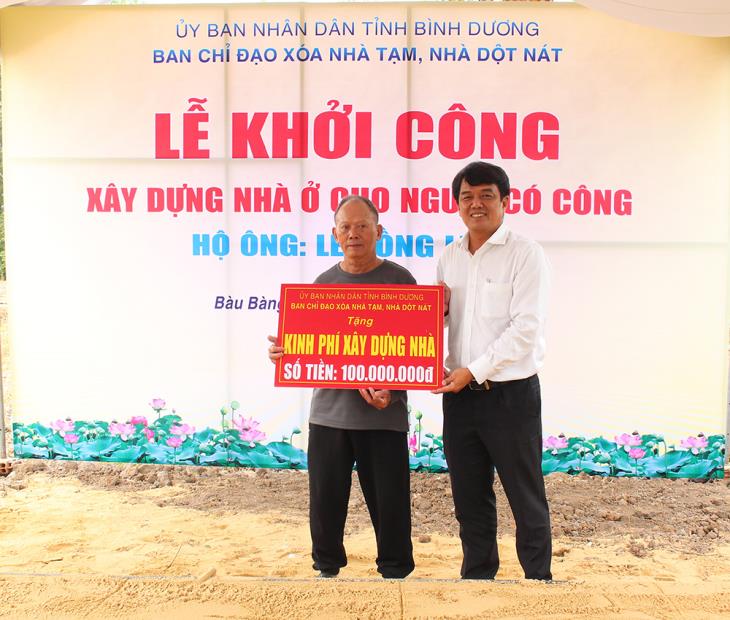 ỦY BAN NHÂN DÂN TỈNH BÌNH DƯƠNG
BAN CHỈ ĐẠO XÓA NHÀ TẠM, NHÀ DỘT NÁT
LỄ KHỞI CÔNG
XÂY DỰNG NHÀ Ở CHO NGƯỜI CÓ CÔNG
HỘ ÔNG: LÊ
Bàu Bàng
ỦY BAN NHÂN DÂN TỈNH BÌNH DƯƠNG
BAN CHỈ ĐẠO XÓA NHÀ TẠM, NHÀ DỘT NÁT
Tặng
KINH PHÍ XÂY DỰNG NHÀ
SỐ TIỀN: 100.000.000đ